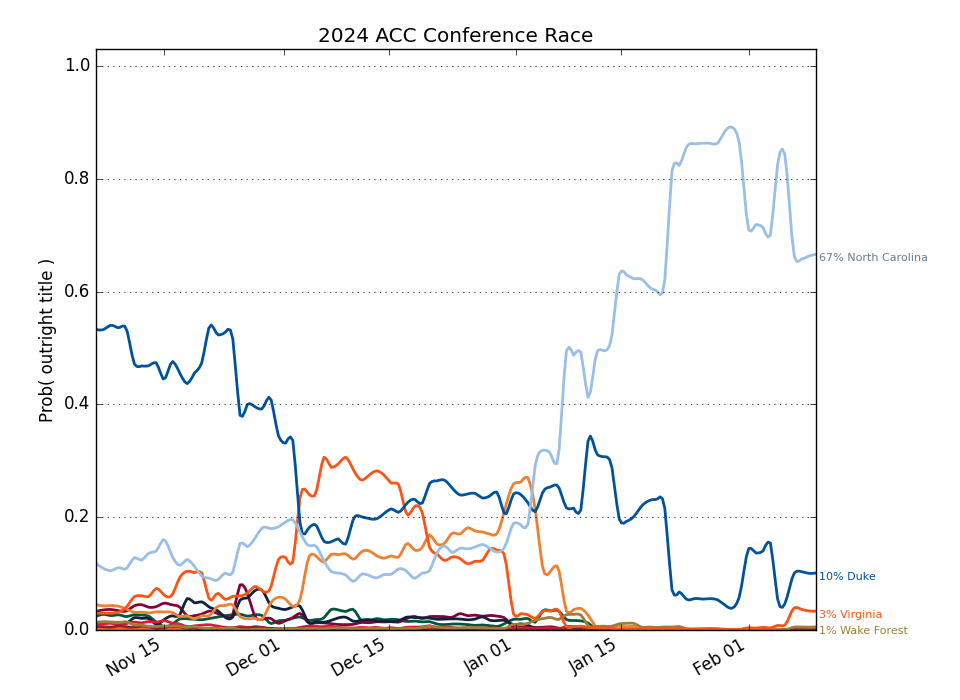 2024 ACC Conference Race
Prob( outright title )
1.0
0.8
0.6
0.4
0.2
0.0
67% North Carolina
10% Duke
3% Virginia
1% Wake Forest
Nov 15
Dec 01
Dec 15
Jan 01
Jan 15
Feb 01